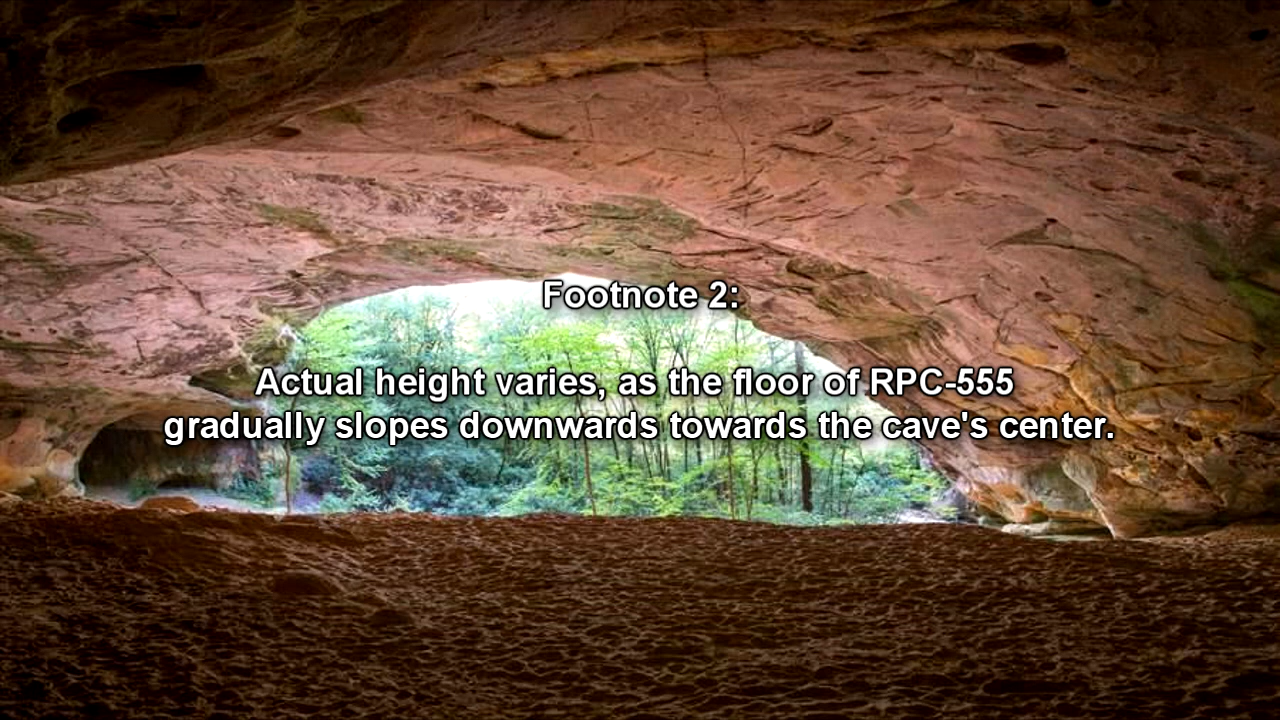 Footnote 2:
Actual height varies, as the floor of RPC-555
gradually slopes downwards towards the cave's center.